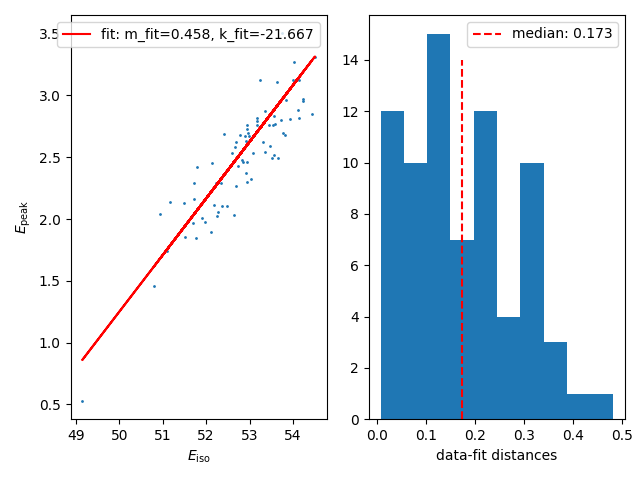 fit: m_fit=0.458, k_fit=-21.667
3.5
3.0
2.5
2.0
1.5
1.0
0.5
E_peak
49 50 51 52 53 54
E_iso
median: 0.173
14
12
10
8
6
4
2
0
0.0 0.1 0.2 0.3 0.4 0.5
data-fit distances